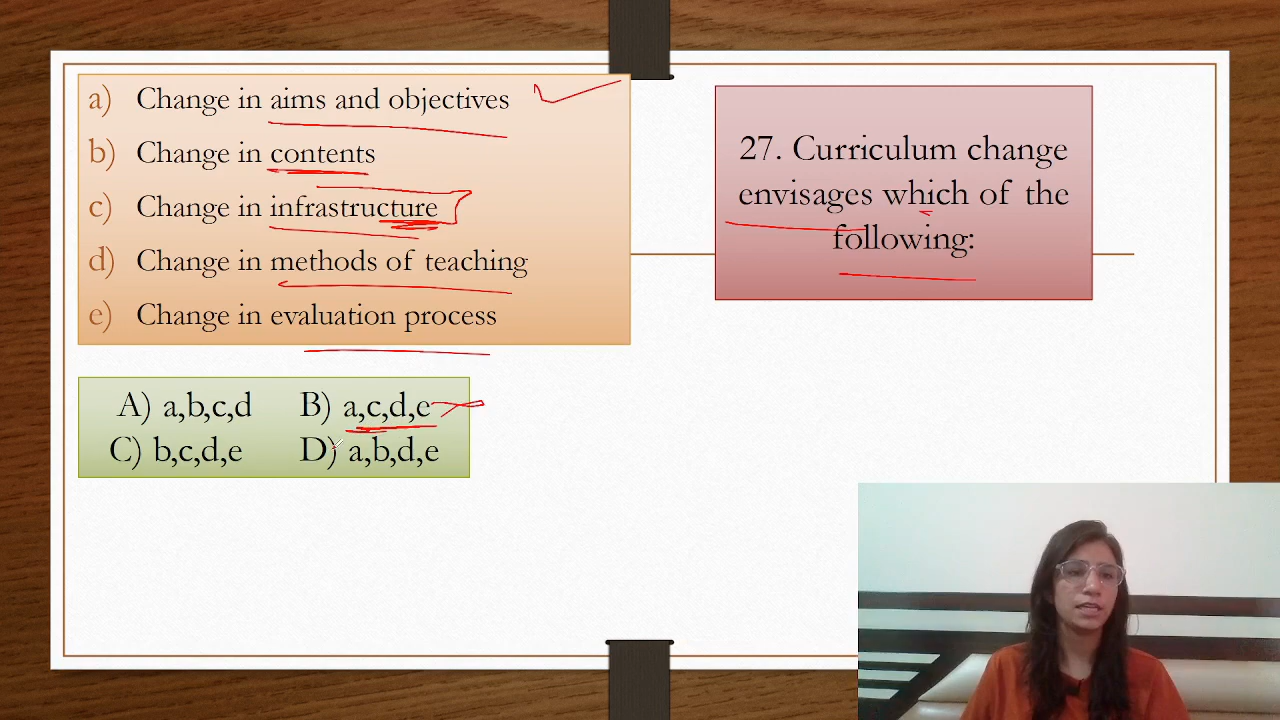 a) Change in aims and objectives
b) Change in contents
c) Change in infrastructure
d) Change in methods of teaching
e) Change in evaluation process
27. Curriculum change
envisages which of the
following:
A) a,b,c,d B) a,c,d,e
C) b,c,d,e D) a,b,d,e